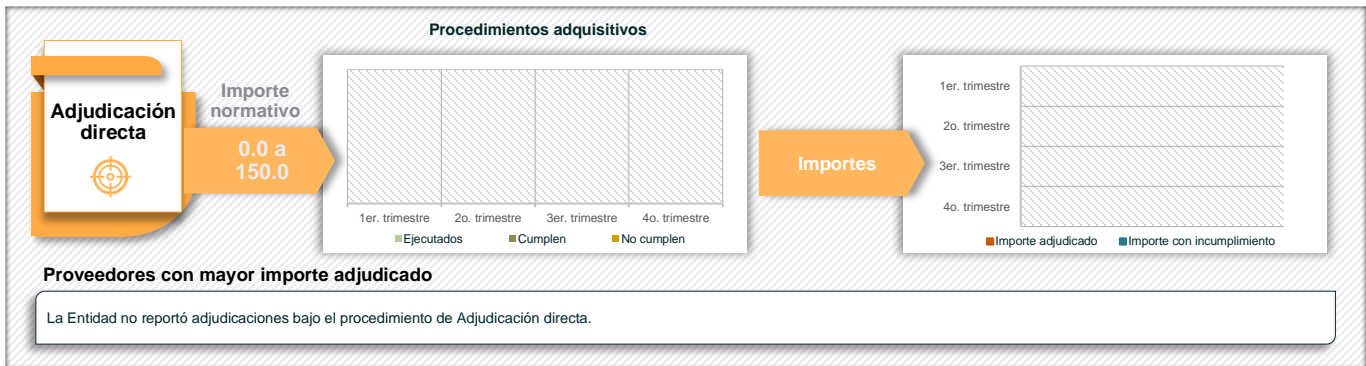 Procedimientos adquisitivos
Adjudicación
directa
Importe
normativo
0.0 a
150.0
1er. trimestre 2o. trimestre 3er. trimestre 4o. trimestre
Ejecutados Cumplen No cumplen
Importes
1er. trimestre
2o. trimestre
3er. trimestre
4o. trimestre
Importe adjudicado Importe con incumplimiento
Proveedores con mayor importe adjudicado
La Entidad no reportó adjudicaciones bajo el procedimiento de Adjudicación directa.